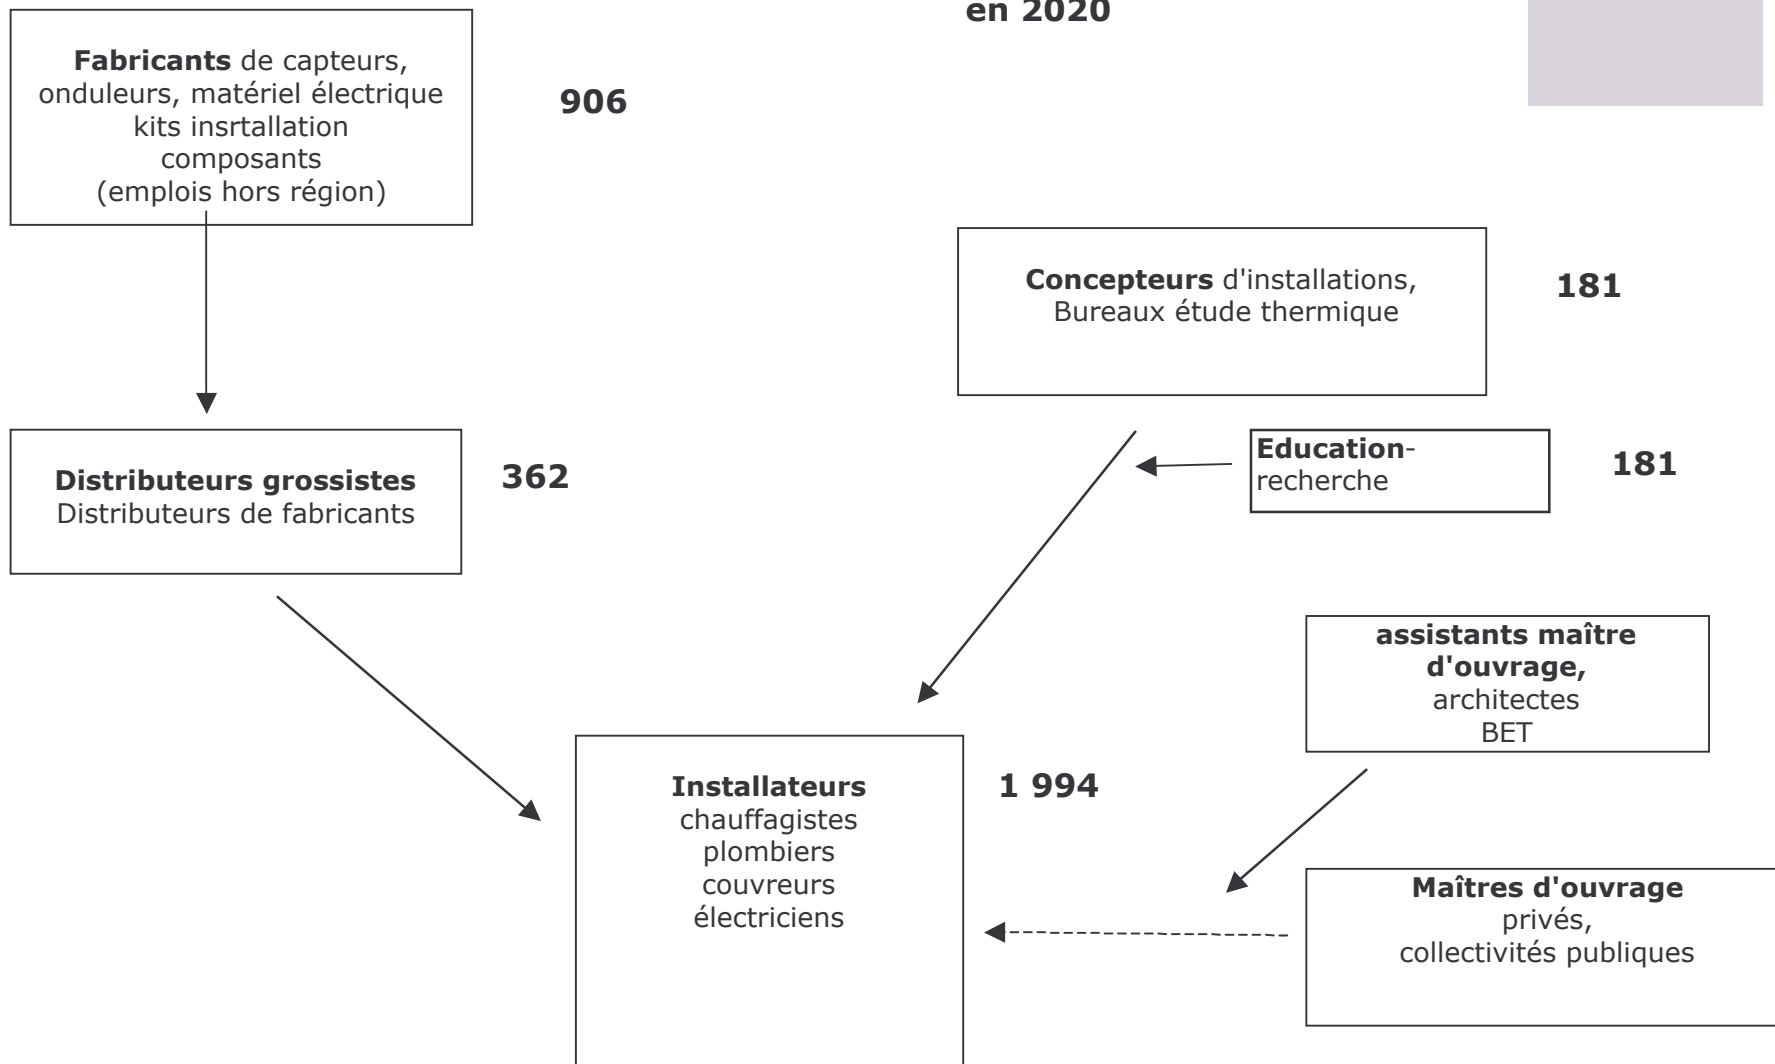 en 2020
Fabricants de capteurs,
onduleurs, matériel électrique
kits insrtallation
composants
(emplois hors région)
906
Concepteurs d'installations,
Bureaux étude thermique
181
Education-
recherche
181
Distributeurs grossistes
Distributeurs de fabricants
362
assistants maître
d'ouvrage,
architectes
BET
Installateurs
chauffagistes
plombiers
couvreurs
électriciens
1 994
Maîtres d'ouvrage
privés,
collectivités publiques